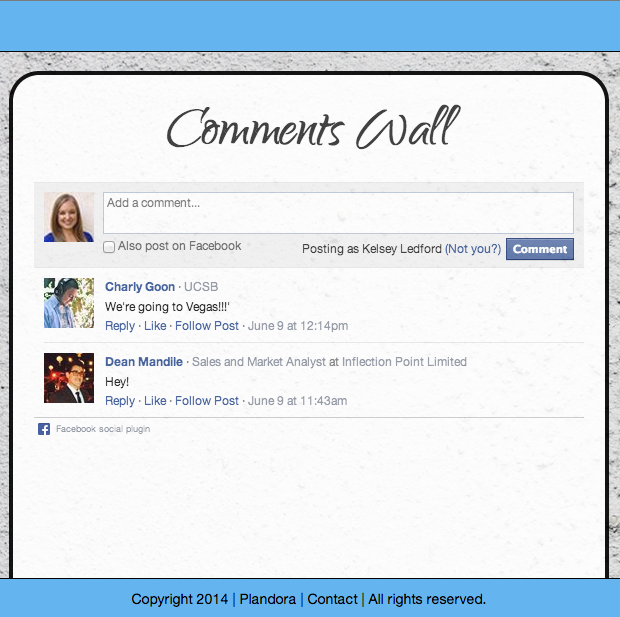 Comments Wall
Add a comment...
Also post on Facebook
Posting as Kelsey Ledford (Not you?) Comment
Charly Goon · UCSB
We're going to Vegas!!!'
Reply · Like · Follow Post · June 9 at 12:14pm
Dean Mandile · Sales and Market Analyst at Inflection Point Limited
Hey!
Reply · Like · Follow Post · June 9 at 11:43am
Facebook social plugin
Copyright 2014 | Plandora | Contact | All rights reserved.